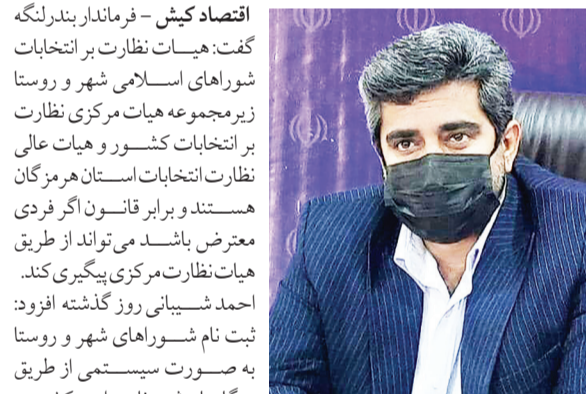 اقتصاد کیش - فرماندار بندرلنگه
گفت: هیات نظارت بر انتخابات
شوراهای اسلامی شهر و روستا
زیرمجموعه هیات مرکزی نظارت
بر انتخابات کشور و هیات عالی
نظارت انتخابات استان هرمزگان
هستند و برابر قانون اگر فردی
معترض باشد می‌تواند از طریق
هیات نظارت مرکزی پیگیری کند.
احمد شیبانی روز گذشته افزود:
ثبت نام شوراهای شهر و روستا
به صورت سیستمی از طریق